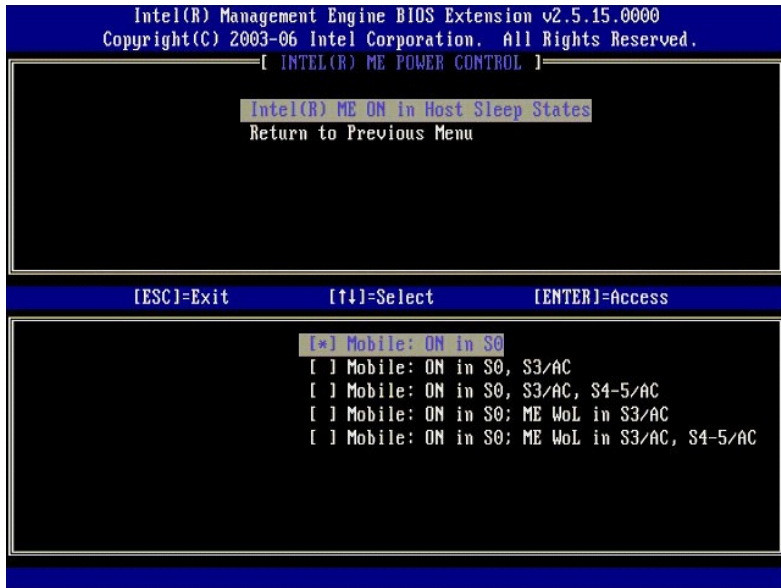 Intel(R) Management Engine BIOS Extension v2.5.15.0000
Copyright(C) 2003-06 Intel Corporation. All Rights Reserved.
[ INTEL(R) ME POWER CONTROL ]
Intel(R) ME ON in Host Sleep States
Return to Previous Menu
[ESC]=Exit [↑↓]=Select [ENTER]=Access
[*] Mobile: ON in S0
[ ] Mobile: ON in S0, S3/AC
[ ] Mobile: ON in S0, S3/AC, S4-5/AC
[ ] Mobile: ON in S0; ME WoL in S3/AC
[ ] Mobile: ON in S0; ME WoL in S3/AC, S4-5/AC